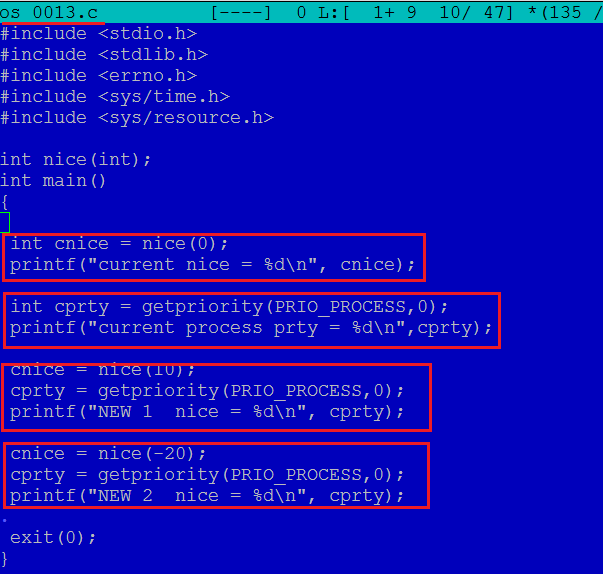 os 0013.c [----] 0 L:[ 1+ 9 10/ 47] *(135 /
#include <stdio.h>
#include <stdlib.h>
#include <errno.h>
#include <sys/time.h>
#include <sys/resource.h>
int nice(int);
int main()
{
int cnice = nice(0);
printf("current nice = %d\n", cnice);
int cprty = getpriority(PRIO_PROCESS,0);
printf("current process prty = %d\n",cprty);
cnice = nice(10);
cprty = getpriority(PRIO_PROCESS,0);
printf("NEW 1  nice = %d\n", cprty);
cnice = nice(-20);
cprty = getpriority(PRIO_PROCESS,0);
printf("NEW 2  nice = %d\n", cprty);
.
exit(0);
}